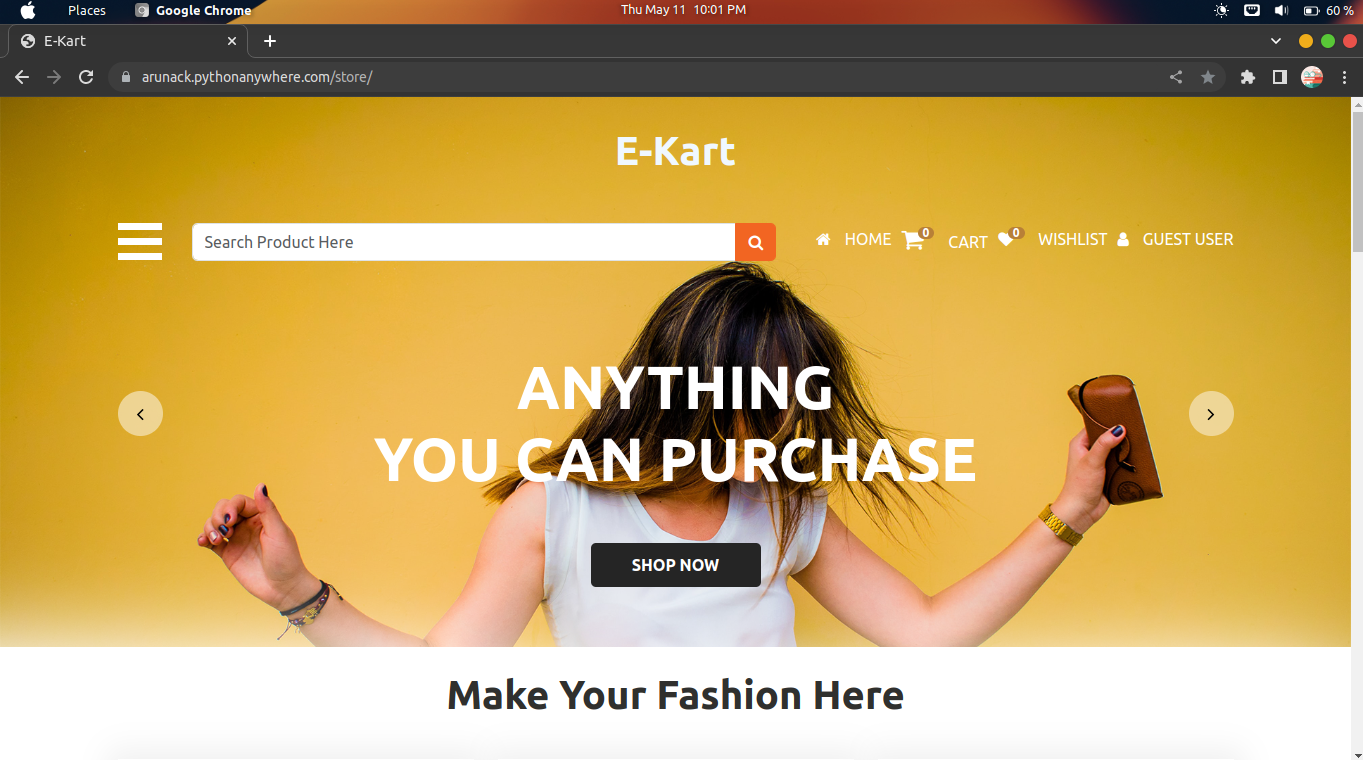 Places Google Chrome Thu May 11 10:01 PM 60 %
E-Kart
arunack.pythonanywhere.com/store/
E-Kart
Search Product Here HOME 0 CART 0 WISHLIST GUEST USER
ANYTHING
YOU CAN PURCHASE
SHOP NOW
Make Your Fashion Here